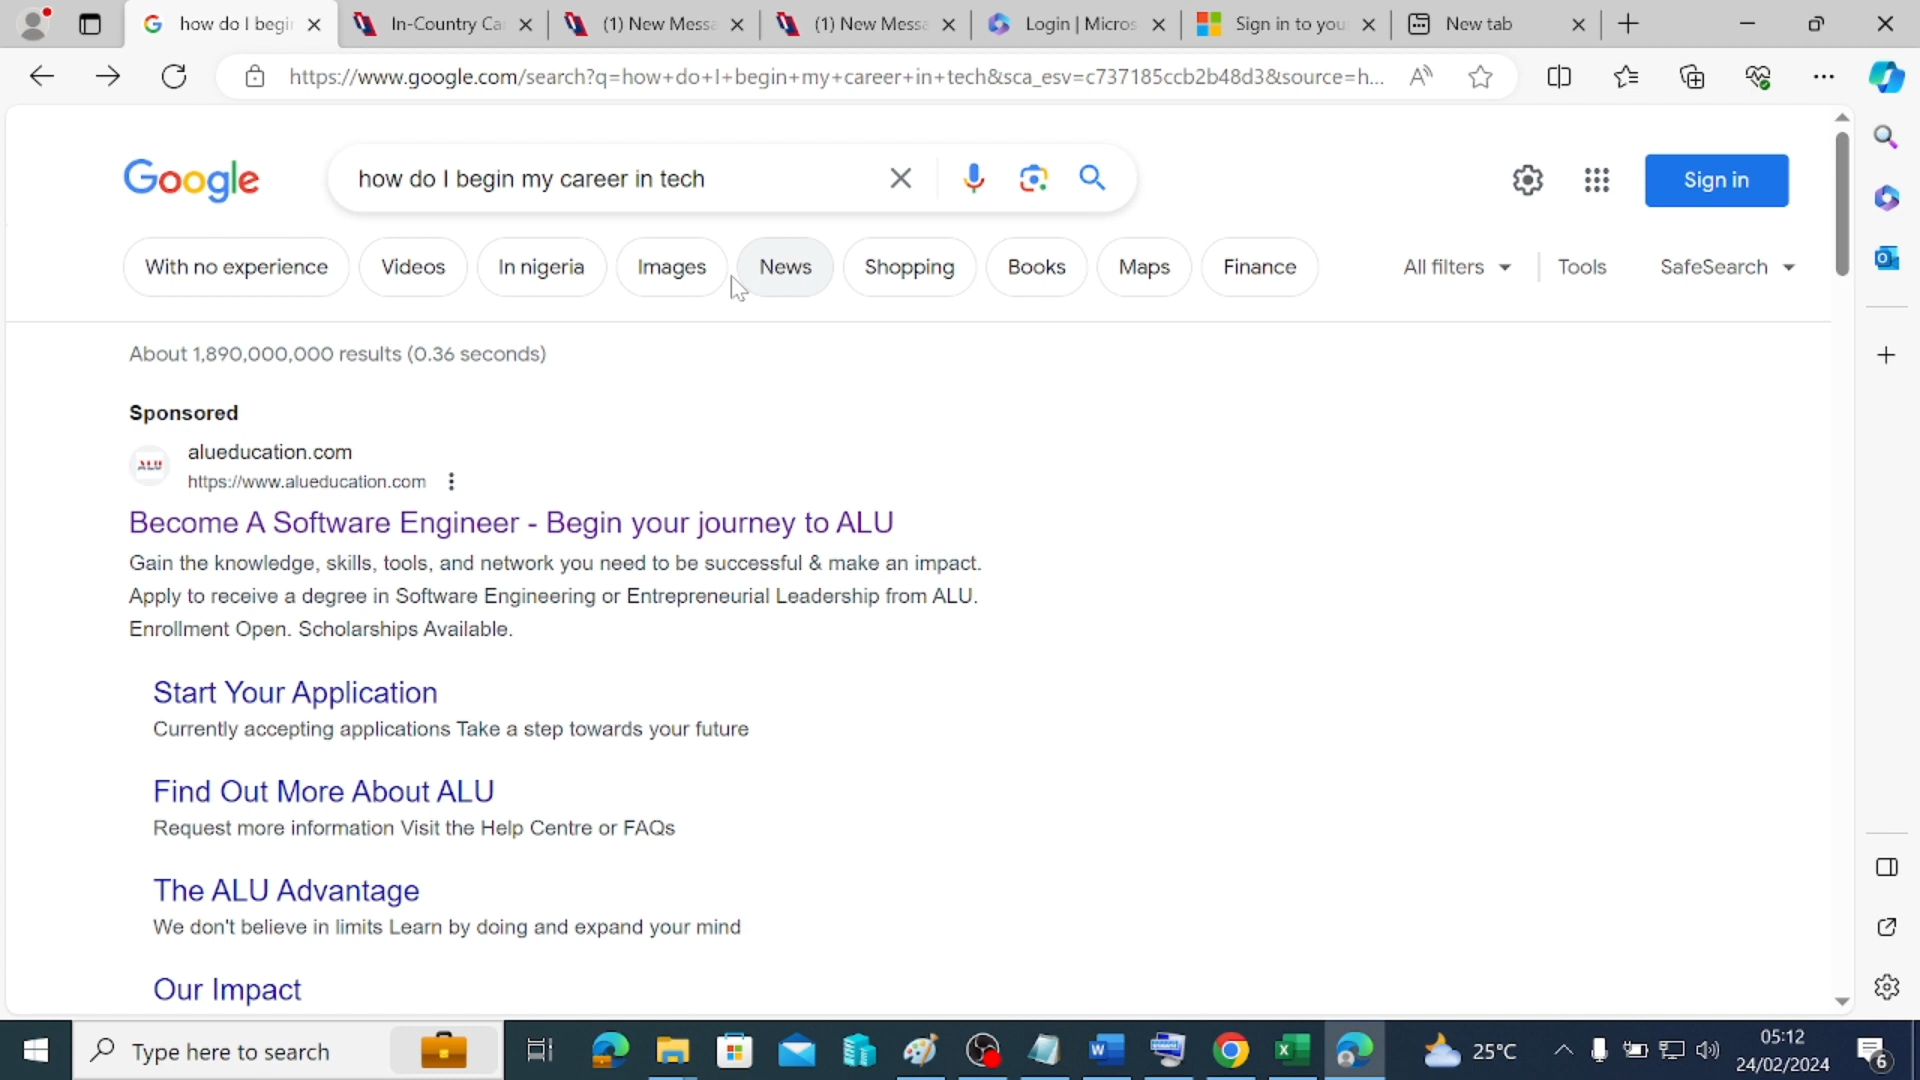 how do I begin
In-Country Ca
(1) New Messa
(1) New Messa
Login | Micros
Sign in to you
New tab
https://www.google.com/search?q=how+do+I+begin+my+career+in+tech&sca_esv=c737185ccb2b48d3&source=h...
Google
how do I begin my career in tech
Sign in
With no experience
Videos
In nigeria
Images
News
Shopping
Books
Maps
Finance
All filters
Tools
SafeSearch
About 1,890,000,000 results (0.36 seconds)
Sponsored
ALU
alueducation.com
https://www.alueducation.com
Become A Software Engineer - Begin your journey to ALU
Gain the knowledge, skills, tools, and network you need to be successful & make an impact.
Apply to receive a degree in Software Engineering or Entrepreneurial Leadership from ALU.
Enrollment Open. Scholarships Available.
Start Your Application
Currently accepting applications Take a step towards your future
Find Out More About ALU
Request more information Visit the Help Centre or FAQs
The ALU Advantage
We don't believe in limits Learn by doing and expand your mind
Our Impact
Type here to search
25°C
05:12
24/02/2024
6